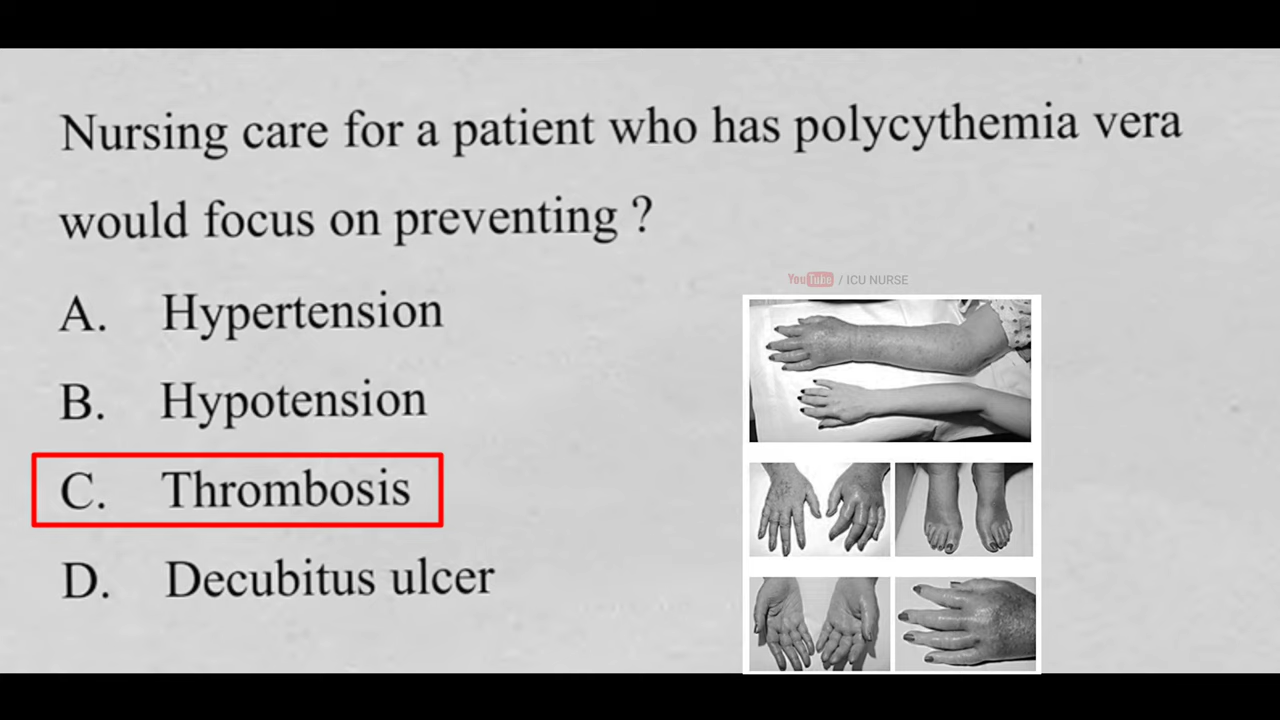 Nursing care for a patient who has polycythemia vera
would focus on preventing ?
YouTube / ICU NURSE
A. Hypertension
B. Hypotension
C. Thrombosis
D. Decubitus ulcer